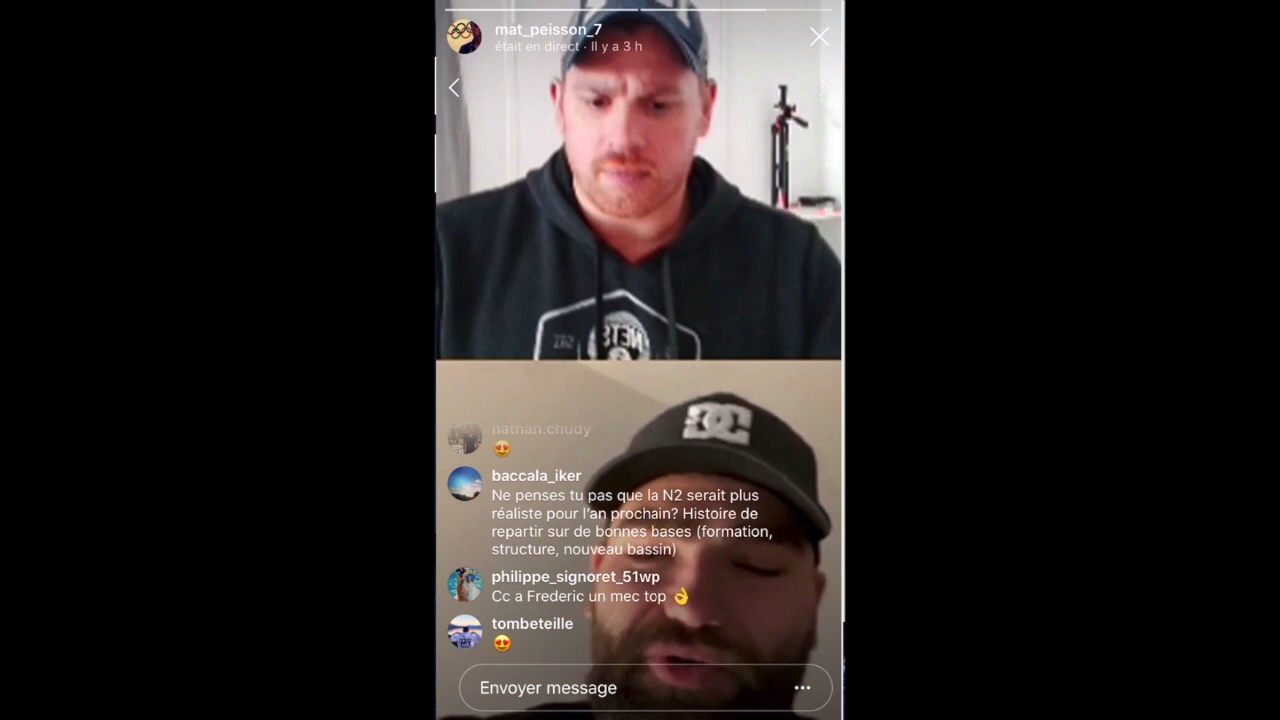 mat_peisson_7
était en direct · Il y a 3 h
NETS
nathan.chudy
😍
baccala_iker
Ne penses tu pas que la N2 serait plus
réaliste pour l'an prochain? Histoire de
repartir sur de bonnes bases (formation,
structure, nouveau bassin)
philippe_signoret_51wp
Cc a Frederic un mec top 👌
tombeteille
😍
Envoyer message